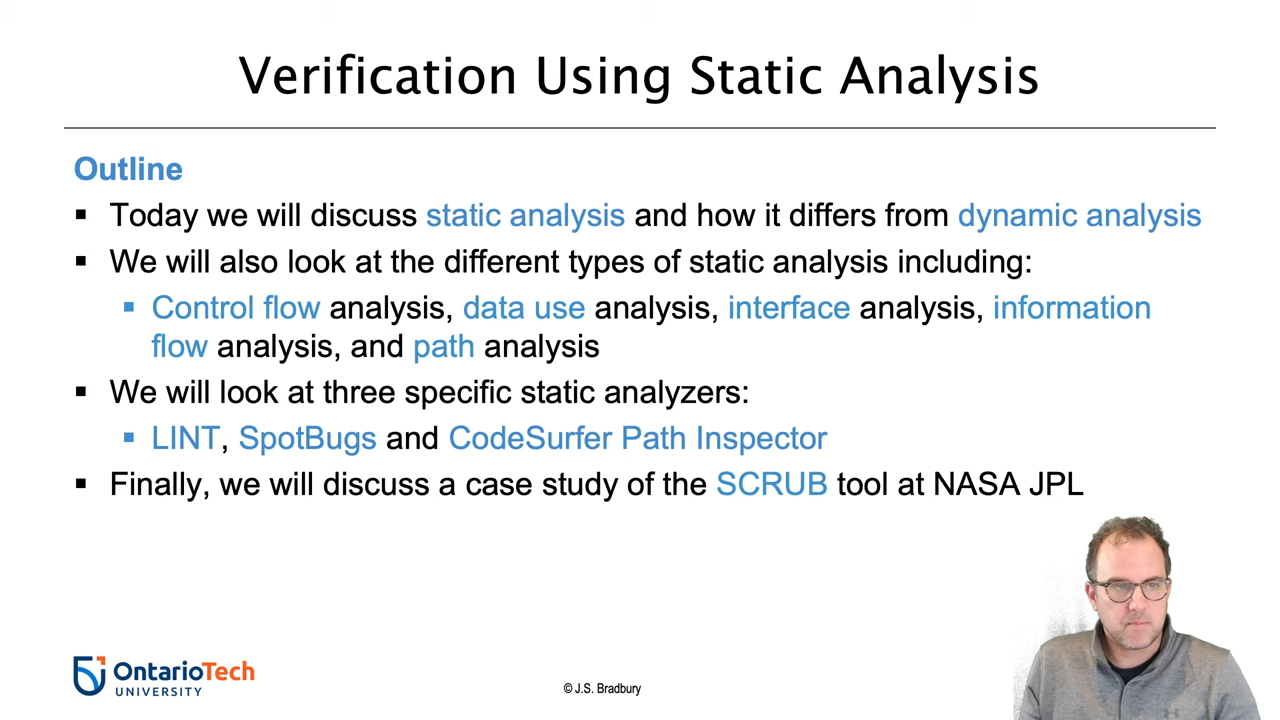 Verification Using Static Analysis
Outline
▪ Today we will discuss static analysis and how it differs from dynamic analysis
▪ We will also look at the different types of static analysis including:
▪ Control flow analysis, data use analysis, interface analysis, information
flow analysis, and path analysis
▪ We will look at three specific static analyzers:
▪ LINT, SpotBugs and CodeSurfer Path Inspector
▪ Finally, we will discuss a case study of the SCRUB tool at NASA JPL
OntarioTech
UNIVERSITY
© J.S. Bradbury